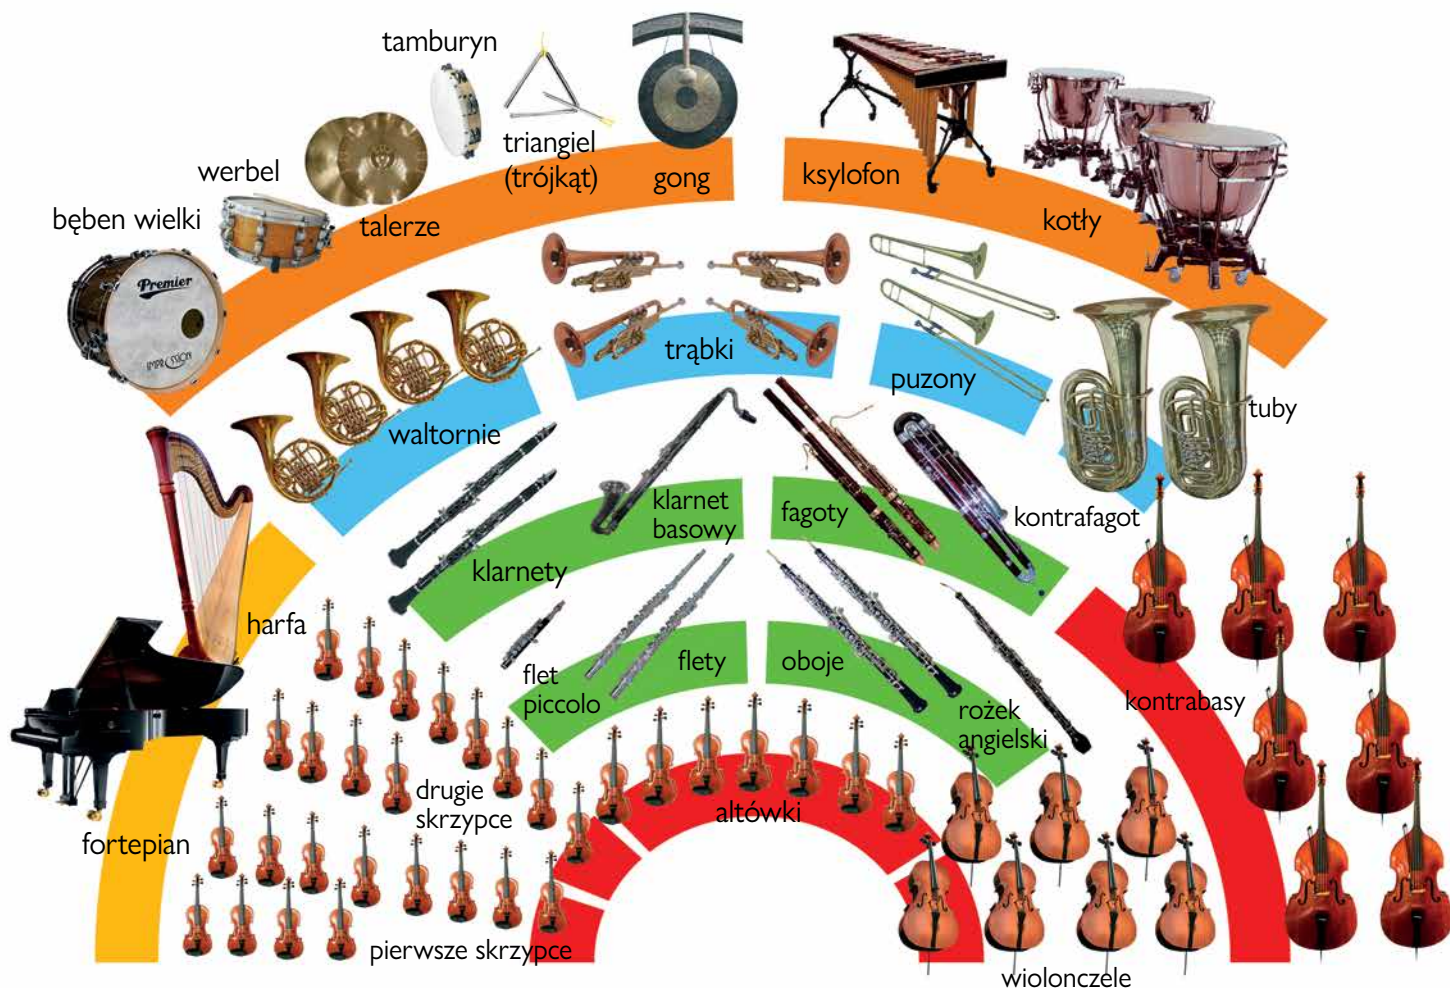 tamburyn
triangiel
(trójkąt)
gong
ksylofon
kotły
werbel
talerze
bęben wielki
Premier
IMPRESSION
trąbki
puzony
tuby
waltornie
klarnet
basowy
fagoty
kontrafagot
klarnety
harfa
flet
piccolo
flety
oboje
rożek
angielski
kontrabasy
drugie
skrzypce
altówki
fortepian
pierwsze skrzypce
wiolonczele